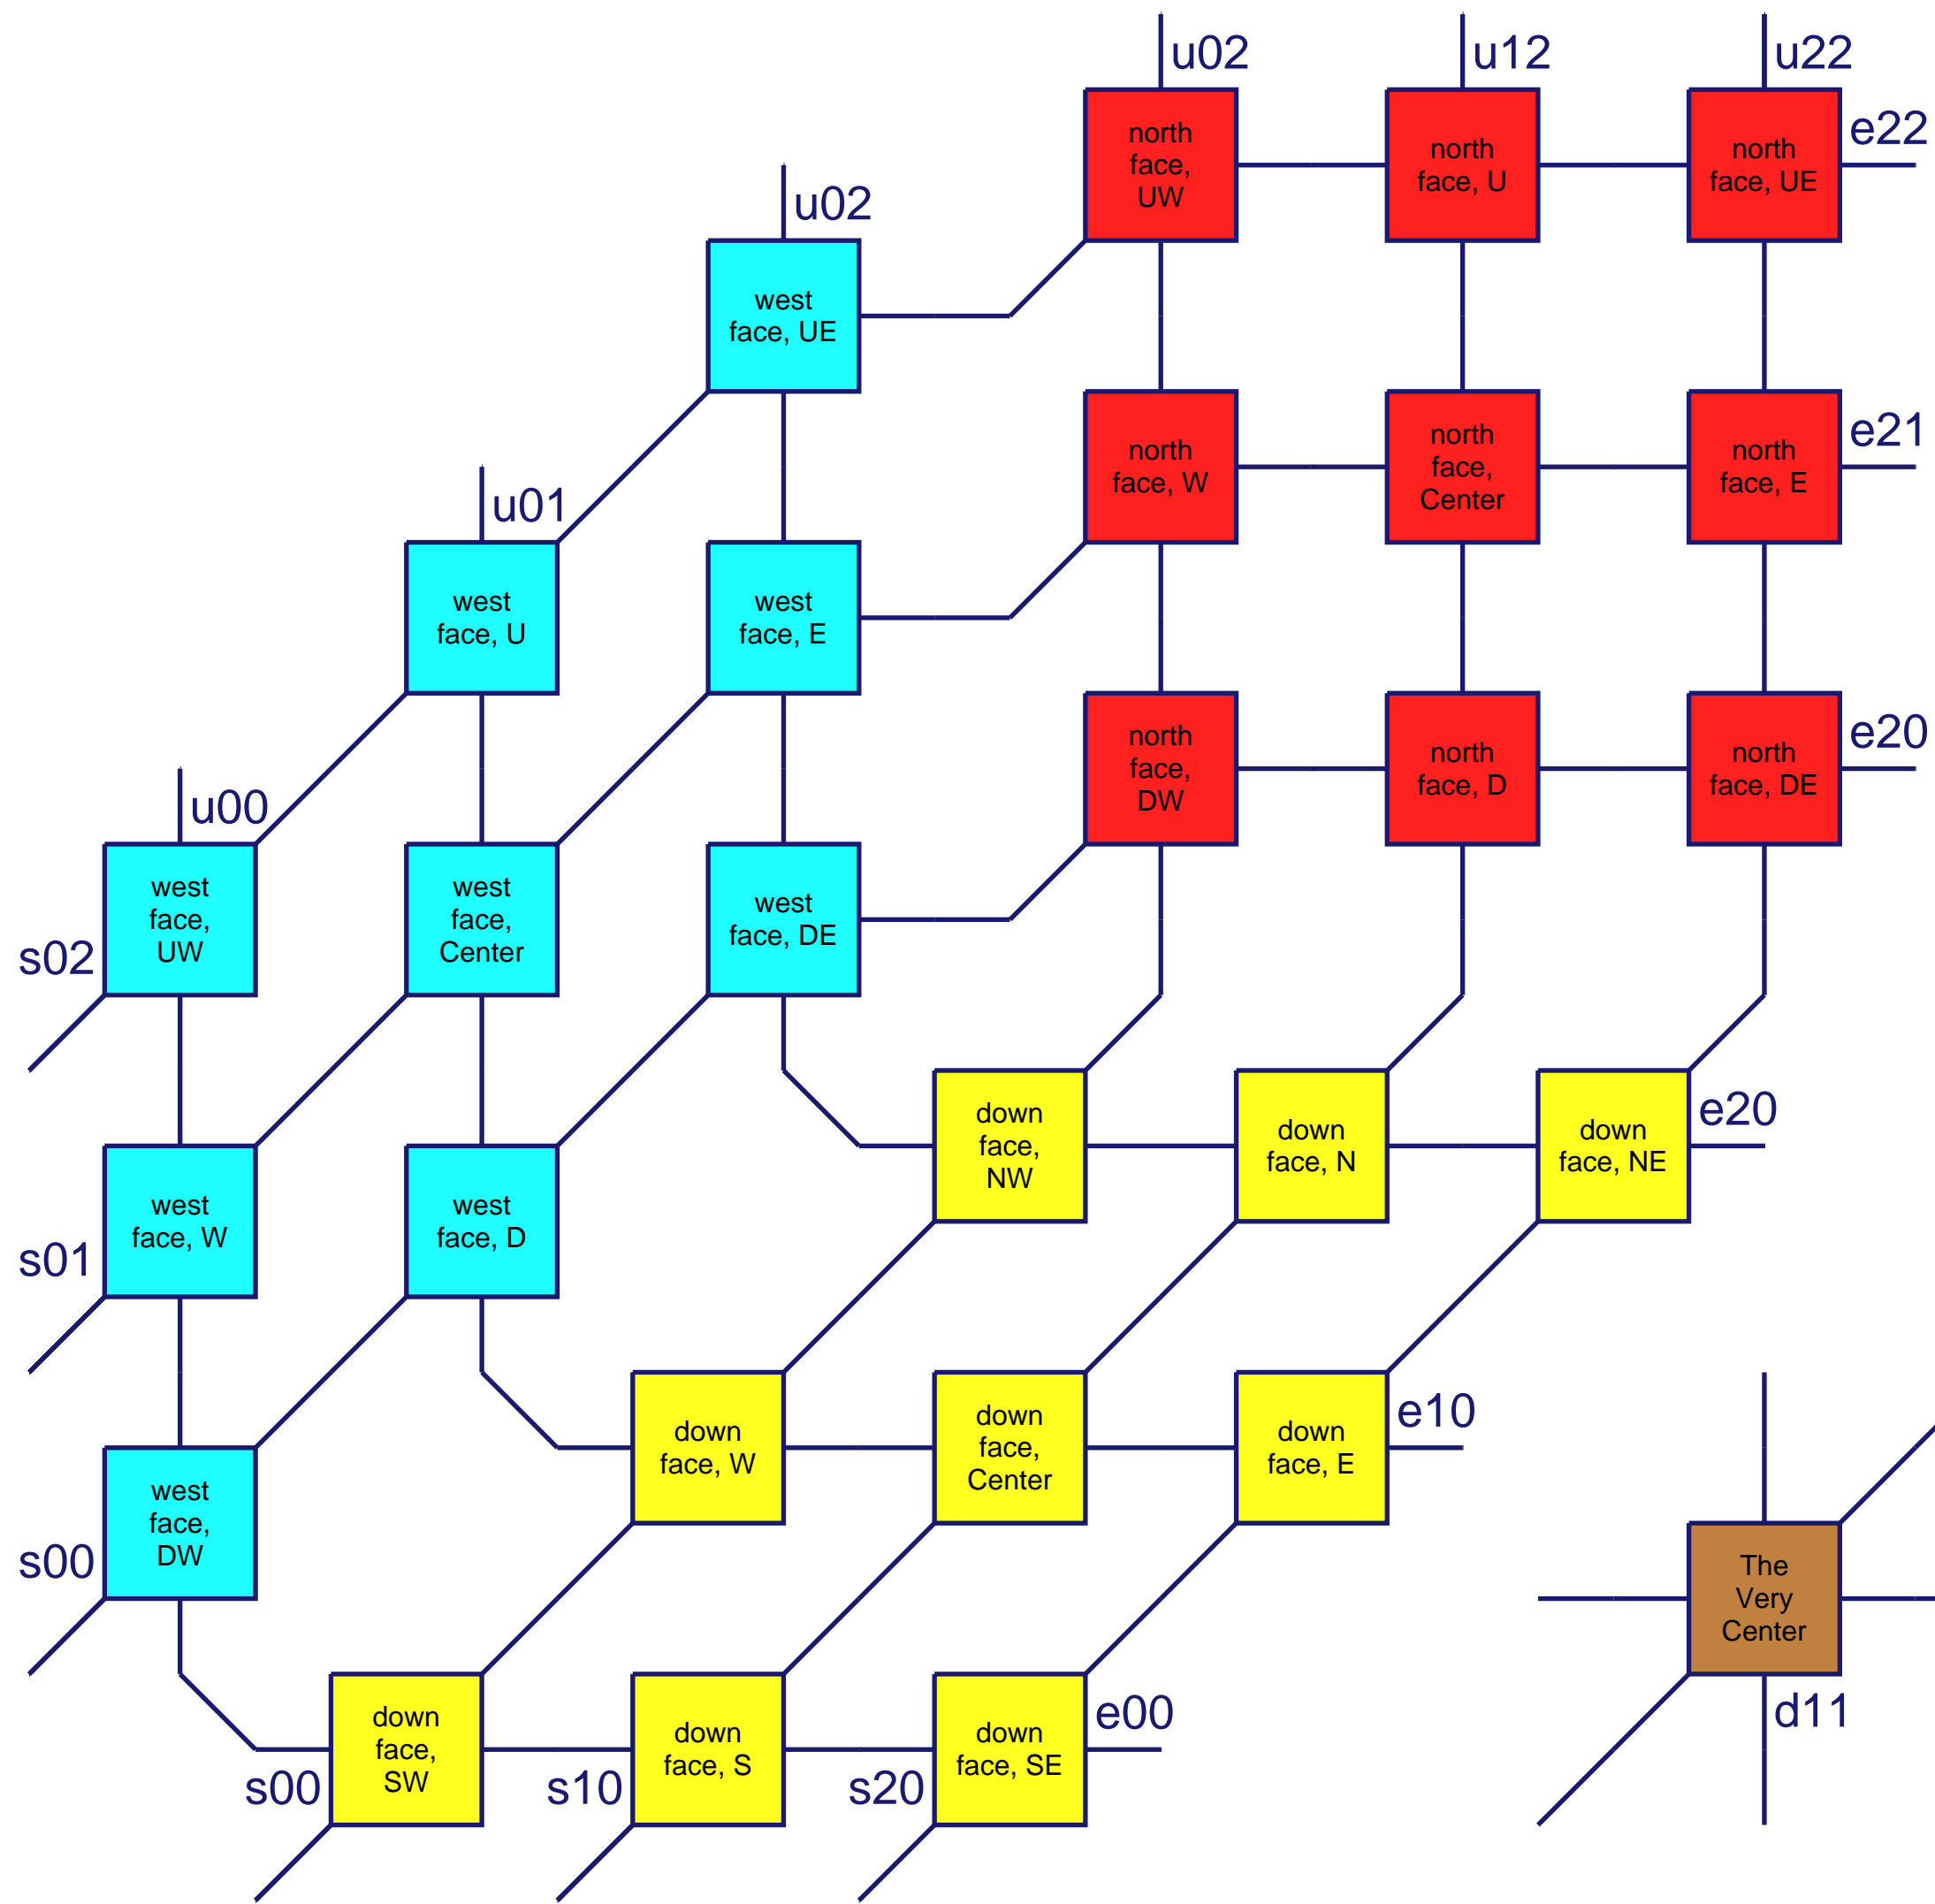 u02
u12
u22
north
face,
UW
north
face, U
north
face, UE
e22
u02
west
face, UE
north
face, W
north
face,
Center
north
face, E
e21
u01
west
face, U
west
face, E
north
face,
DW
north
face, D
north
face, DE
e20
u00
west
face,
UW
west
face,
Center
west
face, DE
s02
down
face,
NW
down
face, N
down
face, NE
e20
west
face, W
west
face, D
s01
down
face, W
down
face,
Center
down
face, E
e10
west
face,
DW
s00
The
Very
Center
d11
down
face,
SW
down
face, S
down
face, SE
e00
s00
s10
s20